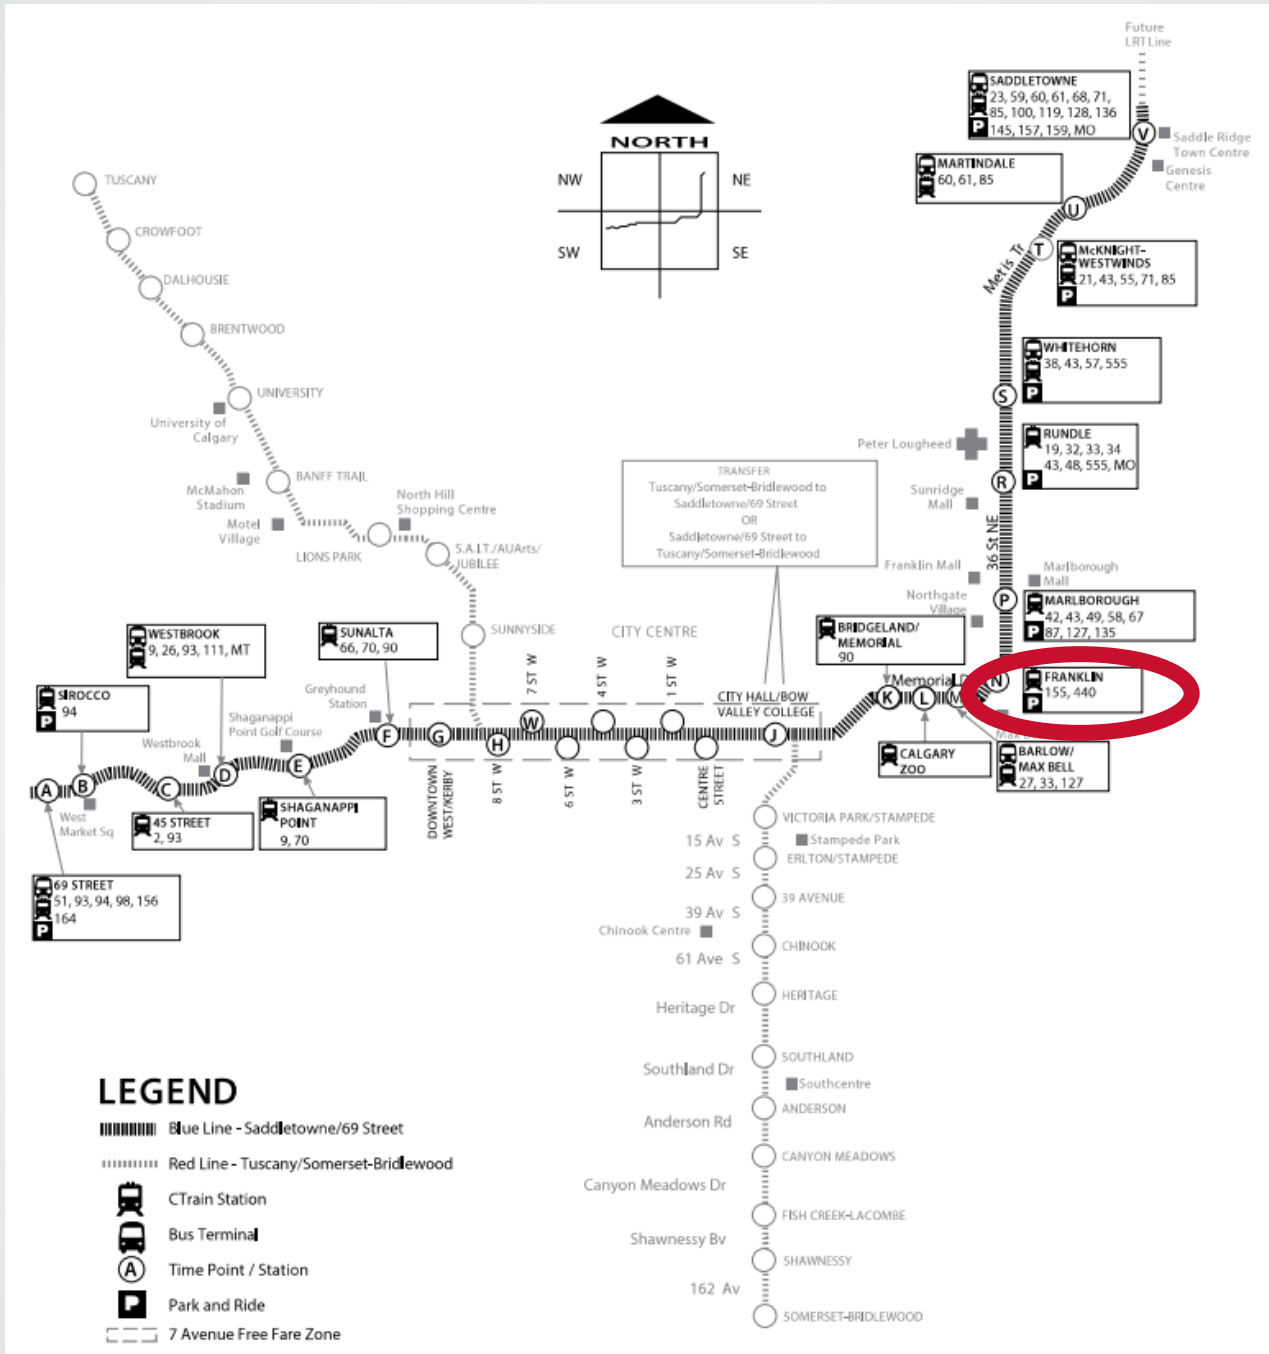 Future
LRT Line
SADDLETOWNE
23, 59, 60, 61, 68, 71,
85, 100, 119, 128, 136
P 145, 157, 159, MO
V
Saddle Ridge
Town Centre
Genesis
Centre
MARTINDALE
60, 61, 85
U
T
Metis Tr
McKNIGHT-
WESTWINDS
21, 43, 55, 71, 85
P
NORTH
NW
NE
SW
SE
TUSCANY
CROWFOOT
DALHOUSIE
BRENTWOOD
UNIVERSITY
University of
Calgary
BANFF TRAIL
McMahon
Stadium
Motel
Village
North Hill
Shopping Centre
LIONS PARK
S.A.I.T./AUArts/
JUBILEE
SUNNYSIDE
WHITEHORN
38, 43, 57, 555
P
S
Peter Lougheed
RUNDLE
19, 32, 33, 34
43, 48, 555, MO
P
R
Sunridge
Mall
36 St NE
TRANSFER
Tuscany/Somerset-Bridlewood to
Saddletowne/69 Street
OR
Saddletowne/69 Street to
Tuscany/Somerset-Bridlewood
Franklin Mall
Marlborough
Mall
Northgate
Village
P
MARLBOROUGH
42, 43, 49, 58, 67
P 87, 127, 135
CITY CENTRE
BRIDGELAND/
MEMORIAL
90
Memorial D
N
FRANKLIN
155, 440
P
K
L
M
Max B
CALGARY
ZOO
BARLOW/
MAX BELL
27, 33, 127
SIROCCO
94
P
WESTBROOK
9, 26, 93, 111, MT
SUNALTA
66, 70, 90
Greyhound
Station
Shaganappi
Point Golf Course
Westbrook
Mall
A
B
C
D
E
F
G
H
W
J
7 ST W
4 ST W
1 ST W
CITY HALL/BOW
VALLEY COLLEGE
DOWNTOWN
WEST/KERBY
8 ST W
6 ST W
3 ST W
CENTRE
STREET
West
Market Sq
45 STREET
2, 93
SHAGANAPPI
POINT
9, 70
69 STREET
51, 93, 94, 98, 156
164
P
VICTORIA PARK/STAMPEDE
15 Av S
Stampede Park
ERLTON/STAMPEDE
25 Av S
39 AVENUE
39 Av S
Chinook Centre
CHINOOK
61 Ave S
HERITAGE
Heritage Dr
SOUTHLAND
Southland Dr
Southcentre
ANDERSON
Anderson Rd
CANYON MEADOWS
Canyon Meadows Dr
FISH CREEK-LACOMBE
Shawnessy Bv
SHAWNESSY
162 Av
SOMERSET-BRIDLEWOOD
LEGEND
Blue Line - Saddletowne/69 Street
Red Line - Tuscany/Somerset-Bridlewood
CTrain Station
Bus Terminal
A Time Point / Station
P Park and Ride
7 Avenue Free Fare Zone